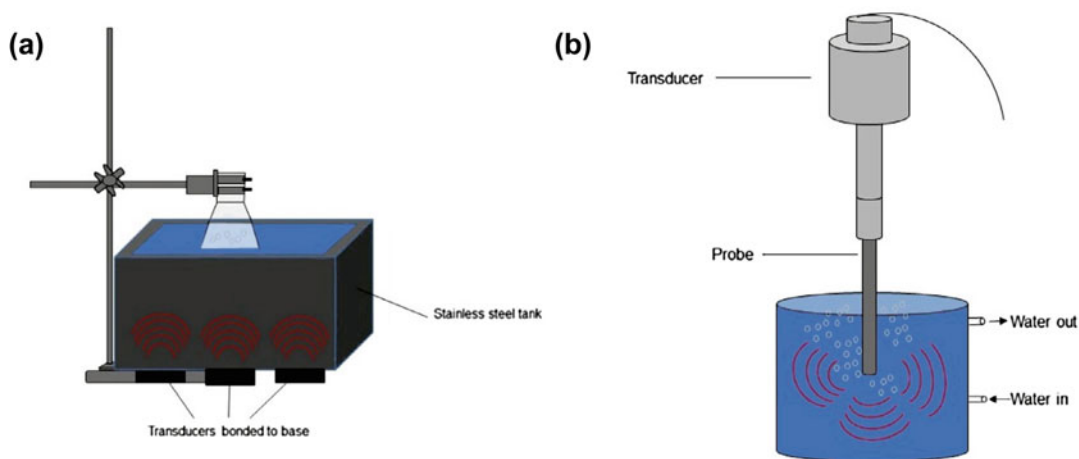 (a)
Stainless steel tank
Transducers bonded to base
(b)
Transducer
Probe
Water out
Water in